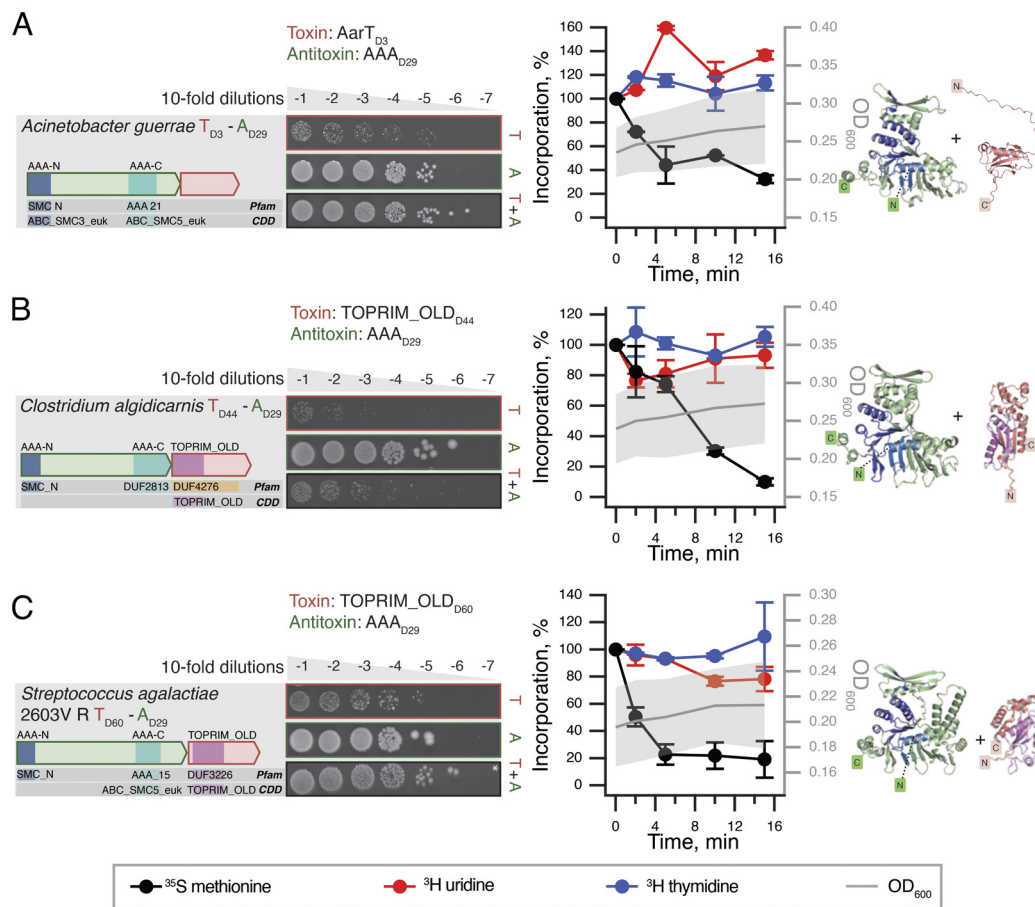 A
Toxin: AarT D3
Antitoxin: AAA D29
10-fold dilutions -1 -2 -3 -4 -5 -6 -7
Acinetobacter guerrae T D3 - A D29
AAA-N AAA-C
SMC N AAA 21 Pfam
ABC_SMC3_euk ABC_SMC5_euk CDD
T
A
T+A
Incorporation, %
160
140
120
100
80
60
40
20
0
0 4 8 12 16
Time, min
0.40
0.35
0.30
0.25
0.20
0.15
OD600
C
N
+
N
C
B
Toxin: TOPRIM_OLD D44
Antitoxin: AAA D29
10-fold dilutions -1 -2 -3 -4 -5 -6 -7
Clostridium algidicarnis T D44 - A D29
AAA-N AAA-C TOPRIM_OLD
SMC_N DUF2813 DUF4276 Pfam
TOPRIM_OLD CDD
T
A
T+A
Incorporation, %
120
100
80
60
40
20
0
0 4 8 12 16
Time, min
0.40
0.35
0.30
0.25
0.20
0.15
OD600
C
N
+
C
N
C
Toxin: TOPRIM_OLD D60
Antitoxin: AAA D29
10-fold dilutions -1 -2 -3 -4 -5 -6 -7
Streptococcus agalactiae
2603V R T D60 - A D29
AAA-N AAA-C TOPRIM_OLD
SMC_N AAA_15 DUF3226 Pfam
ABC_SMC5_euk TOPRIM_OLD CDD
T
A
T+A
*
Incorporation, %
140
120
100
80
60
40
20
0
0 4 8 12 16
Time, min
0.30
0.28
0.26
0.24
0.22
0.20
0.18
0.16
OD600
C
N
+
C
N
35S methionine 3H uridine 3H thymidine OD600